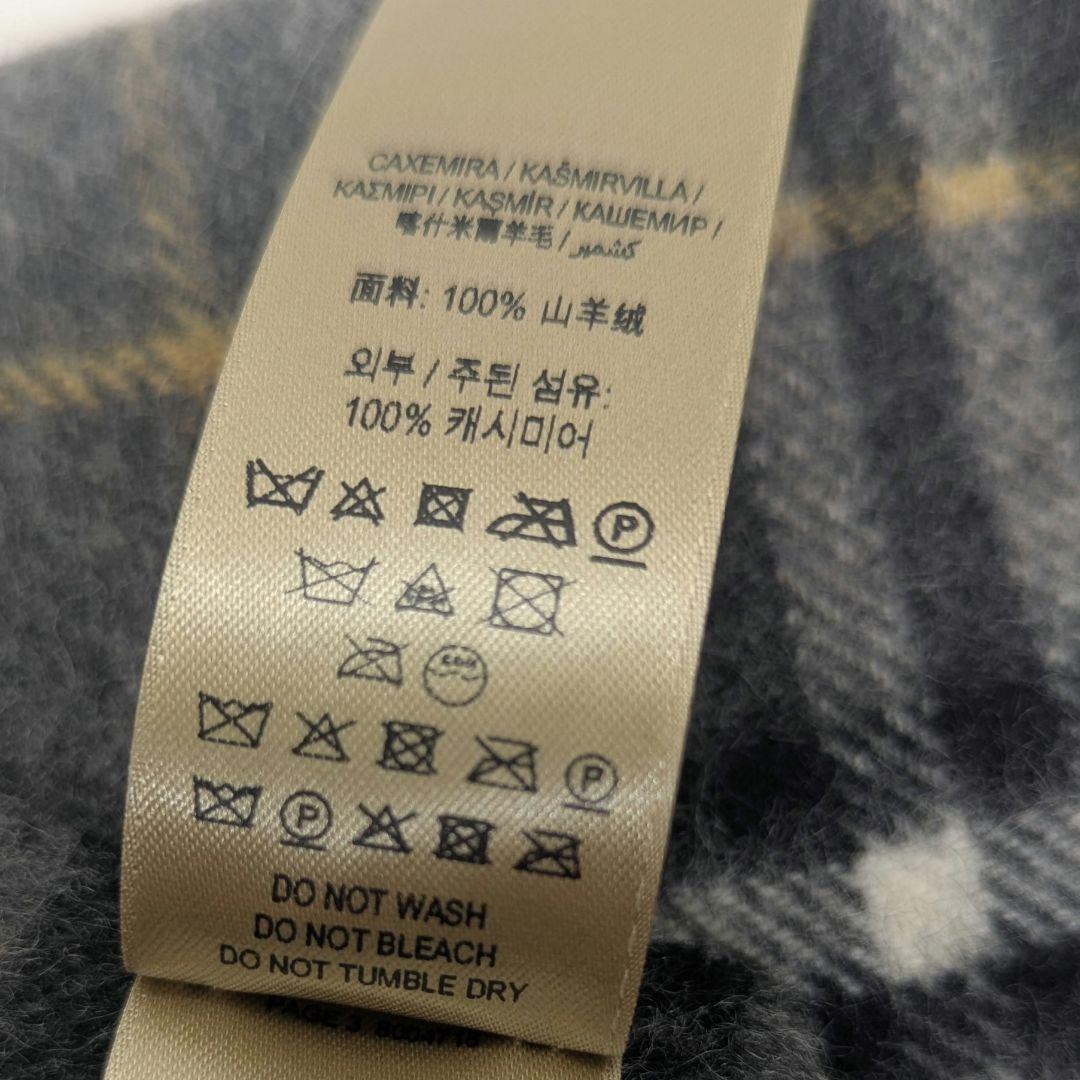 CAXEMIRA / KAŠMIRVILLA /
ΚΑΣΜΙΡΙ / KAŞMİR / КАШЕМИР /
喀什米爾羊毛 / كشمير
面料: 100% 山羊绒
외부 / 주된 섬유:
100% 캐시미어
P
P
P
DO NOT WASH
DO NOT BLEACH
DO NOT TUMBLE DRY
PAGE 3